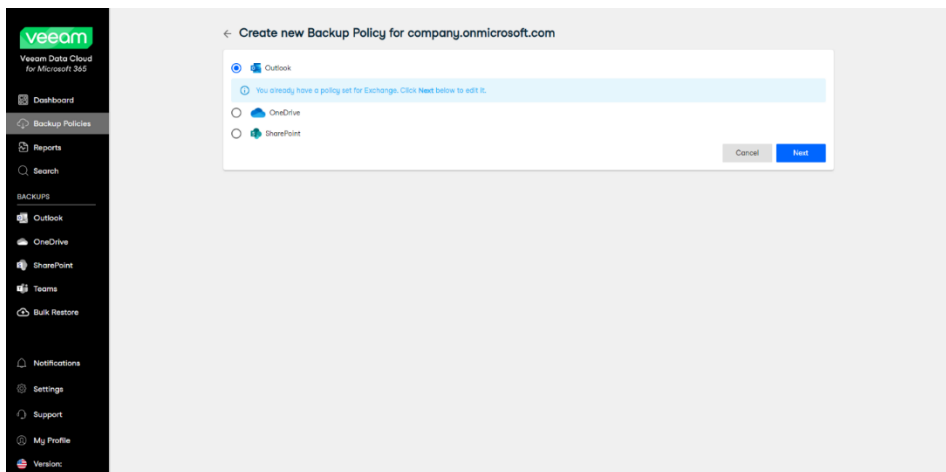 veeam
Veeam Data Cloud
for Microsoft 365
Dashboard
Backup Policies
Reports
Search
BACKUPS
Outlook
OneDrive
SharePoint
Teams
Bulk Restore
Notifications
Settings
Support
My Profile
Version:
← Create new Backup Policy for company.onmicrosoft.com
Outlook
You already have a policy set for Exchange. Click Next below to edit it.
OneDrive
SharePoint
Cancel Next